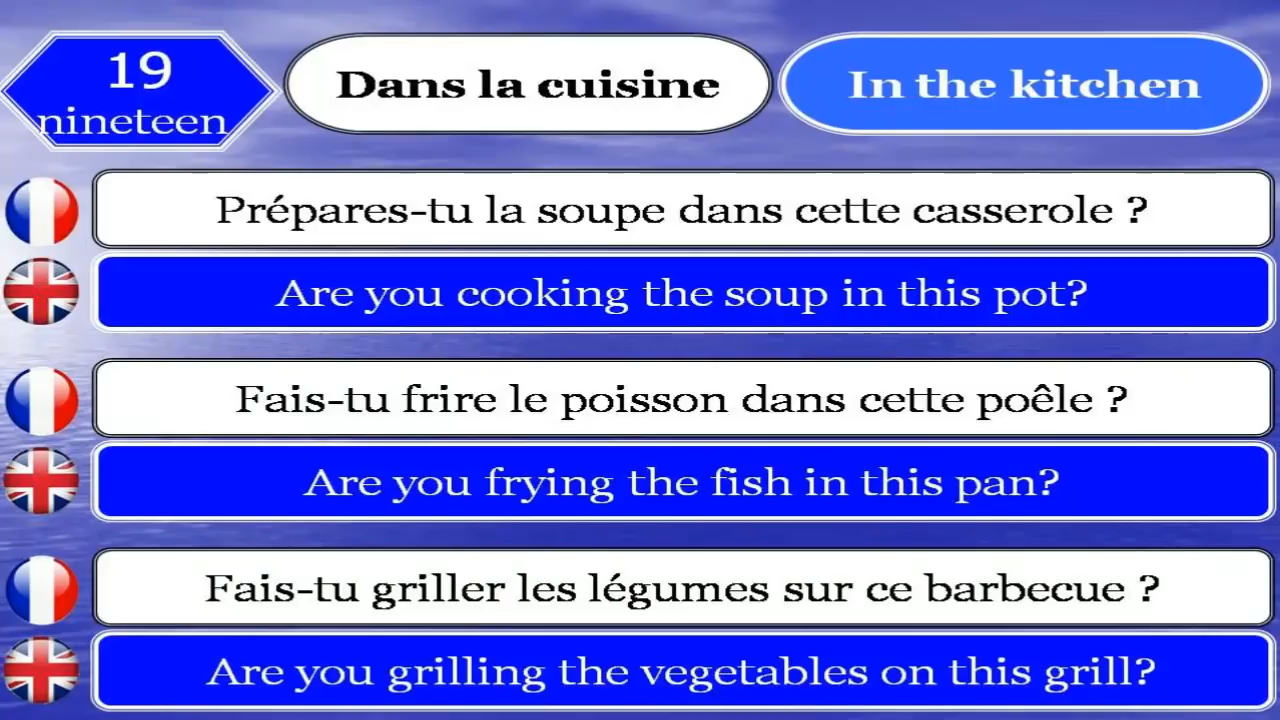 19
nineteen
Dans la cuisine
In the kitchen
Prépares-tu la soupe dans cette casserole ?
Are you cooking the soup in this pot?
Fais-tu frire le poisson dans cette poêle ?
Are you frying the fish in this pan?
Fais-tu griller les légumes sur ce barbecue ?
Are you grilling the vegetables on this grill?